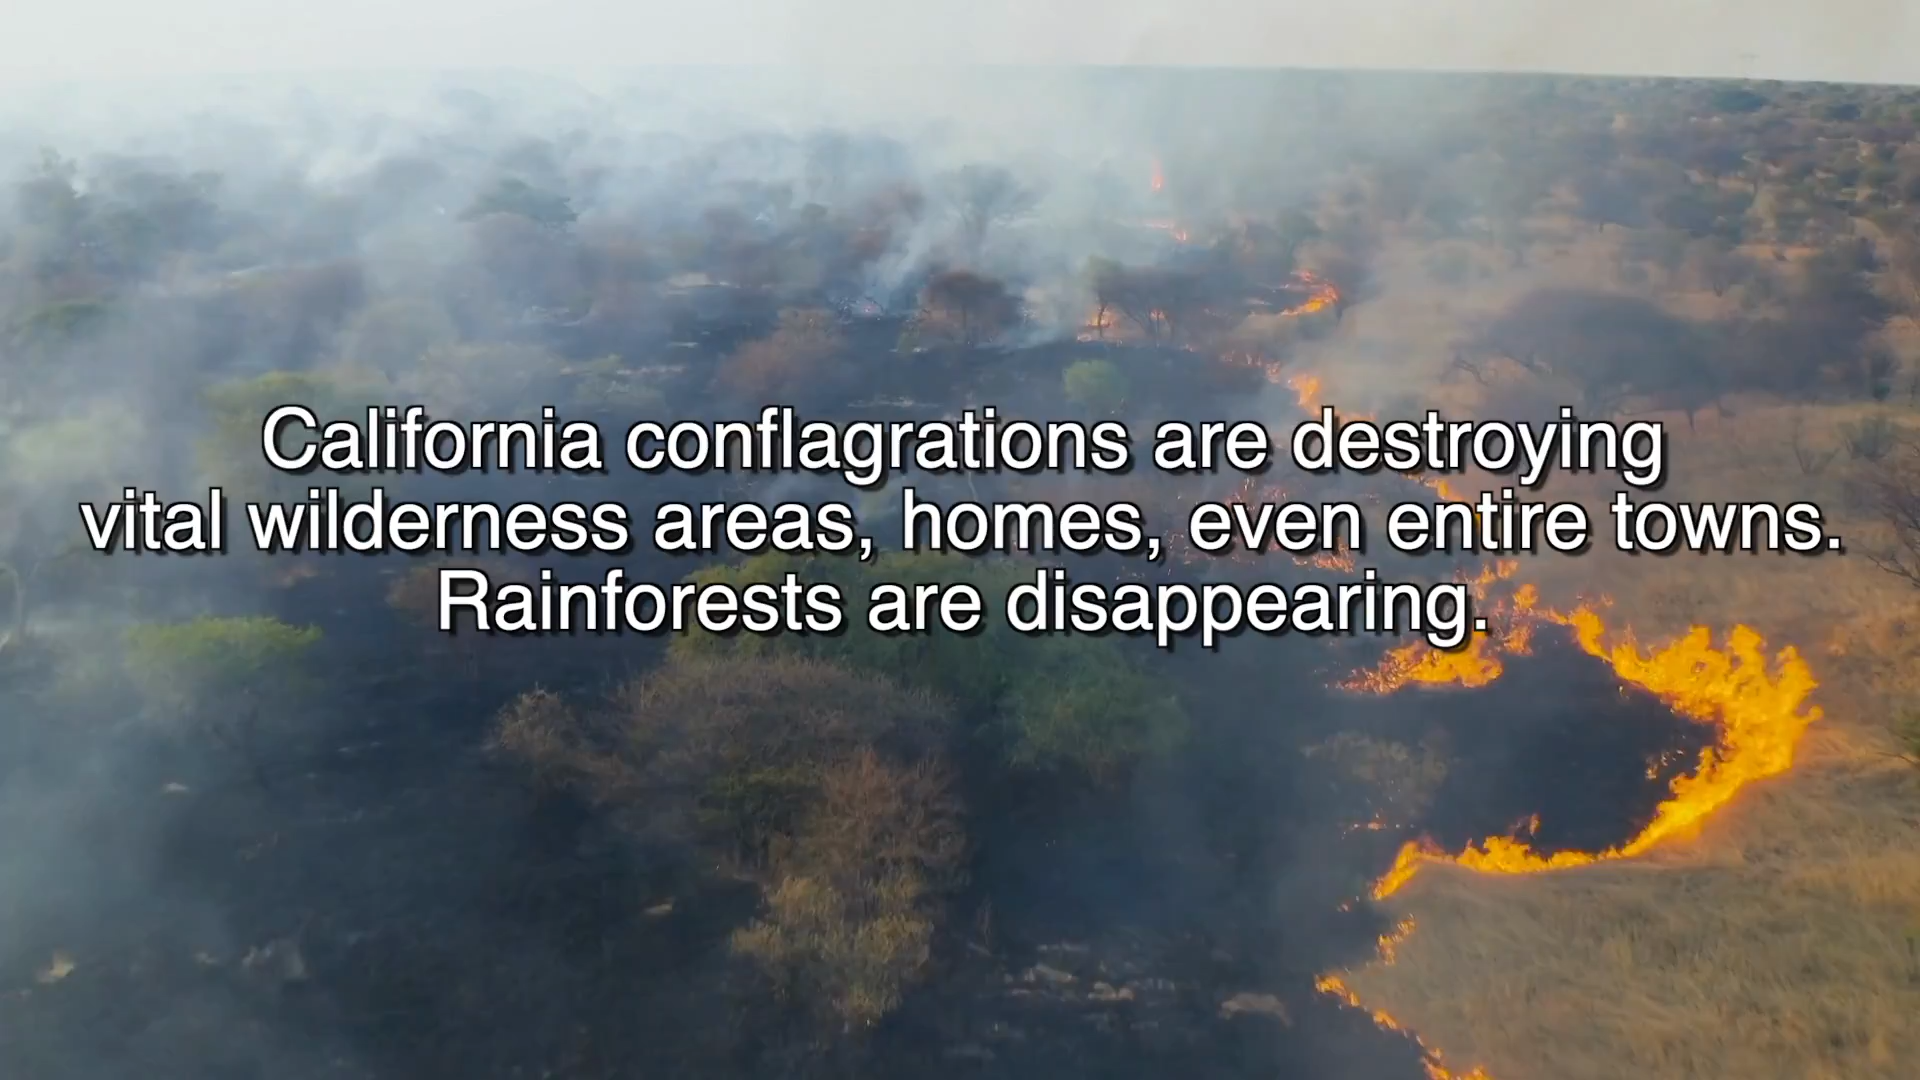 California conflagrations are destroying
vital wilderness areas, homes, even entire towns.
Rainforests are disappearing.